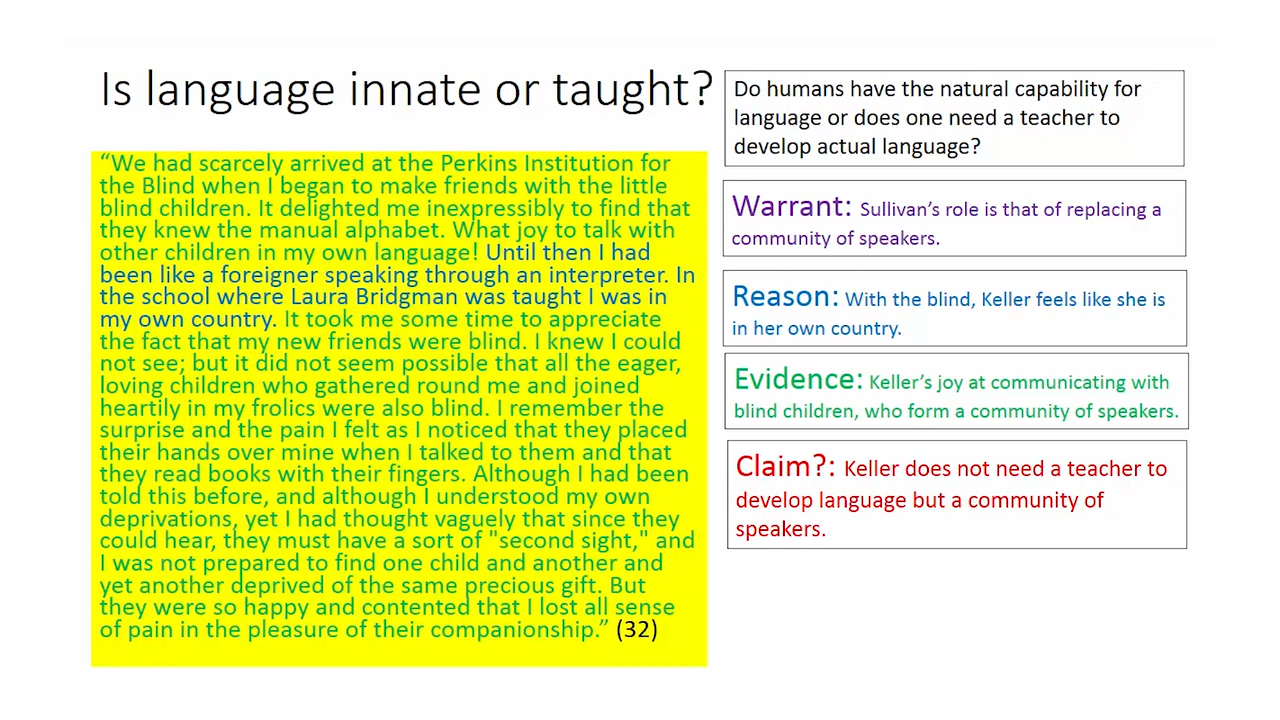 Is language innate or taught?
“We had scarcely arrived at the Perkins Institution for
the Blind when I began to make friends with the little
blind children. It delighted me inexpressibly to find that
they knew the manual alphabet. What joy to talk with
other children in my own language! Until then I had
been like a foreigner speaking through an interpreter. In
the school where Laura Bridgman was taught I was in
my own country. It took me some time to appreciate
the fact that my new friends were blind. I knew I could
not see; but it did not seem possible that all the eager,
loving children who gathered round me and joined
heartily in my frolics were also blind. I remember the
surprise and the pain I felt as I noticed that they placed
their hands over mine when I talked to them and that
they read books with their fingers. Although I had been
told this before, and although I understood my own
deprivations, yet I had thought vaguely that since they
could hear, they must have a sort of "second sight," and
I was not prepared to find one child and another and
yet another deprived of the same precious gift. But
they were so happy and contented that I lost all sense
of pain in the pleasure of their companionship.” (32)
Do humans have the natural capability for
language or does one need a teacher to
develop actual language?
Warrant: Sullivan’s role is that of replacing a
community of speakers.
Reason: With the blind, Keller feels like she is
in her own country.
Evidence: Keller’s joy at communicating with
blind children, who form a community of speakers.
Claim?: Keller does not need a teacher to
develop language but a community of
speakers.